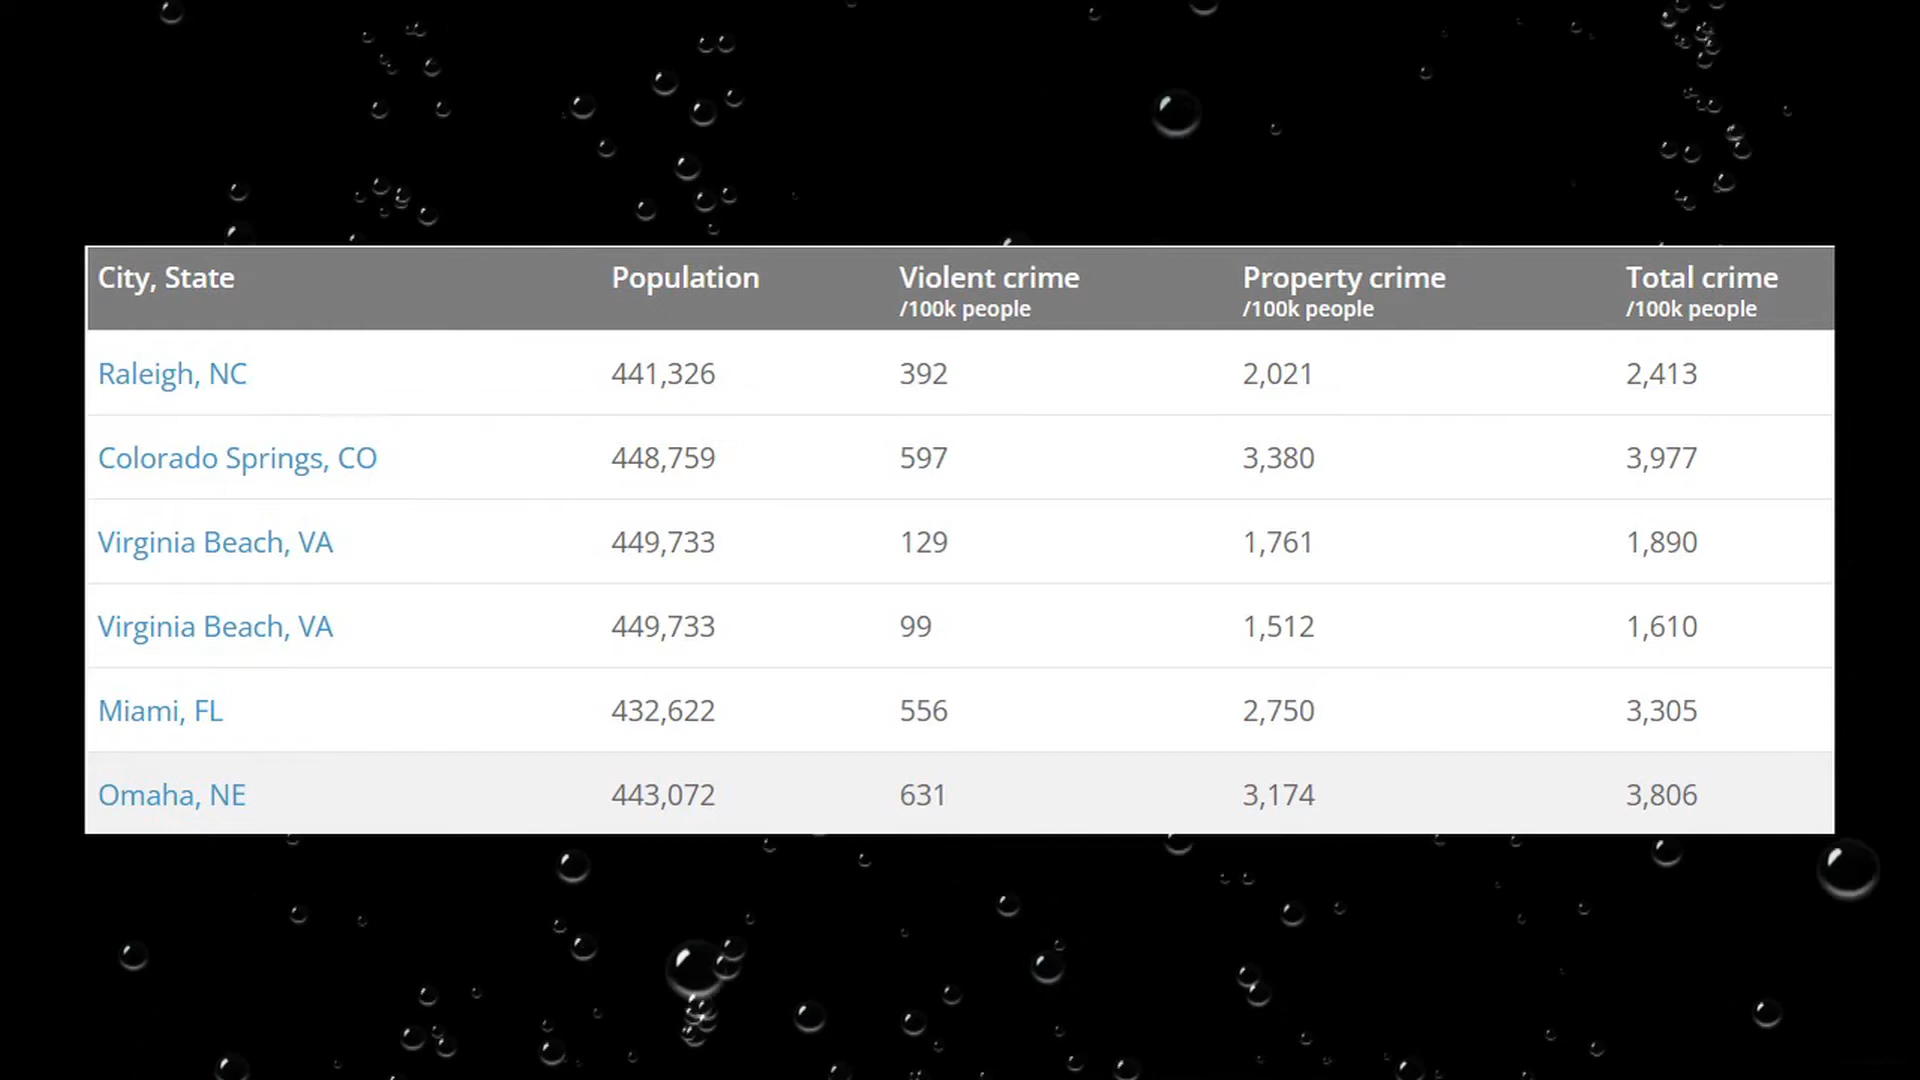 City, State Population Violent crime Property crime Total crime
/100k people /100k people /100k people
Raleigh, NC 441,326 392 2,021 2,413
Colorado Springs, CO 448,759 597 3,380 3,977
Virginia Beach, VA 449,733 129 1,761 1,890
Virginia Beach, VA 449,733 99 1,512 1,610
Miami, FL 432,622 556 2,750 3,305
Omaha, NE 443,072 631 3,174 3,806